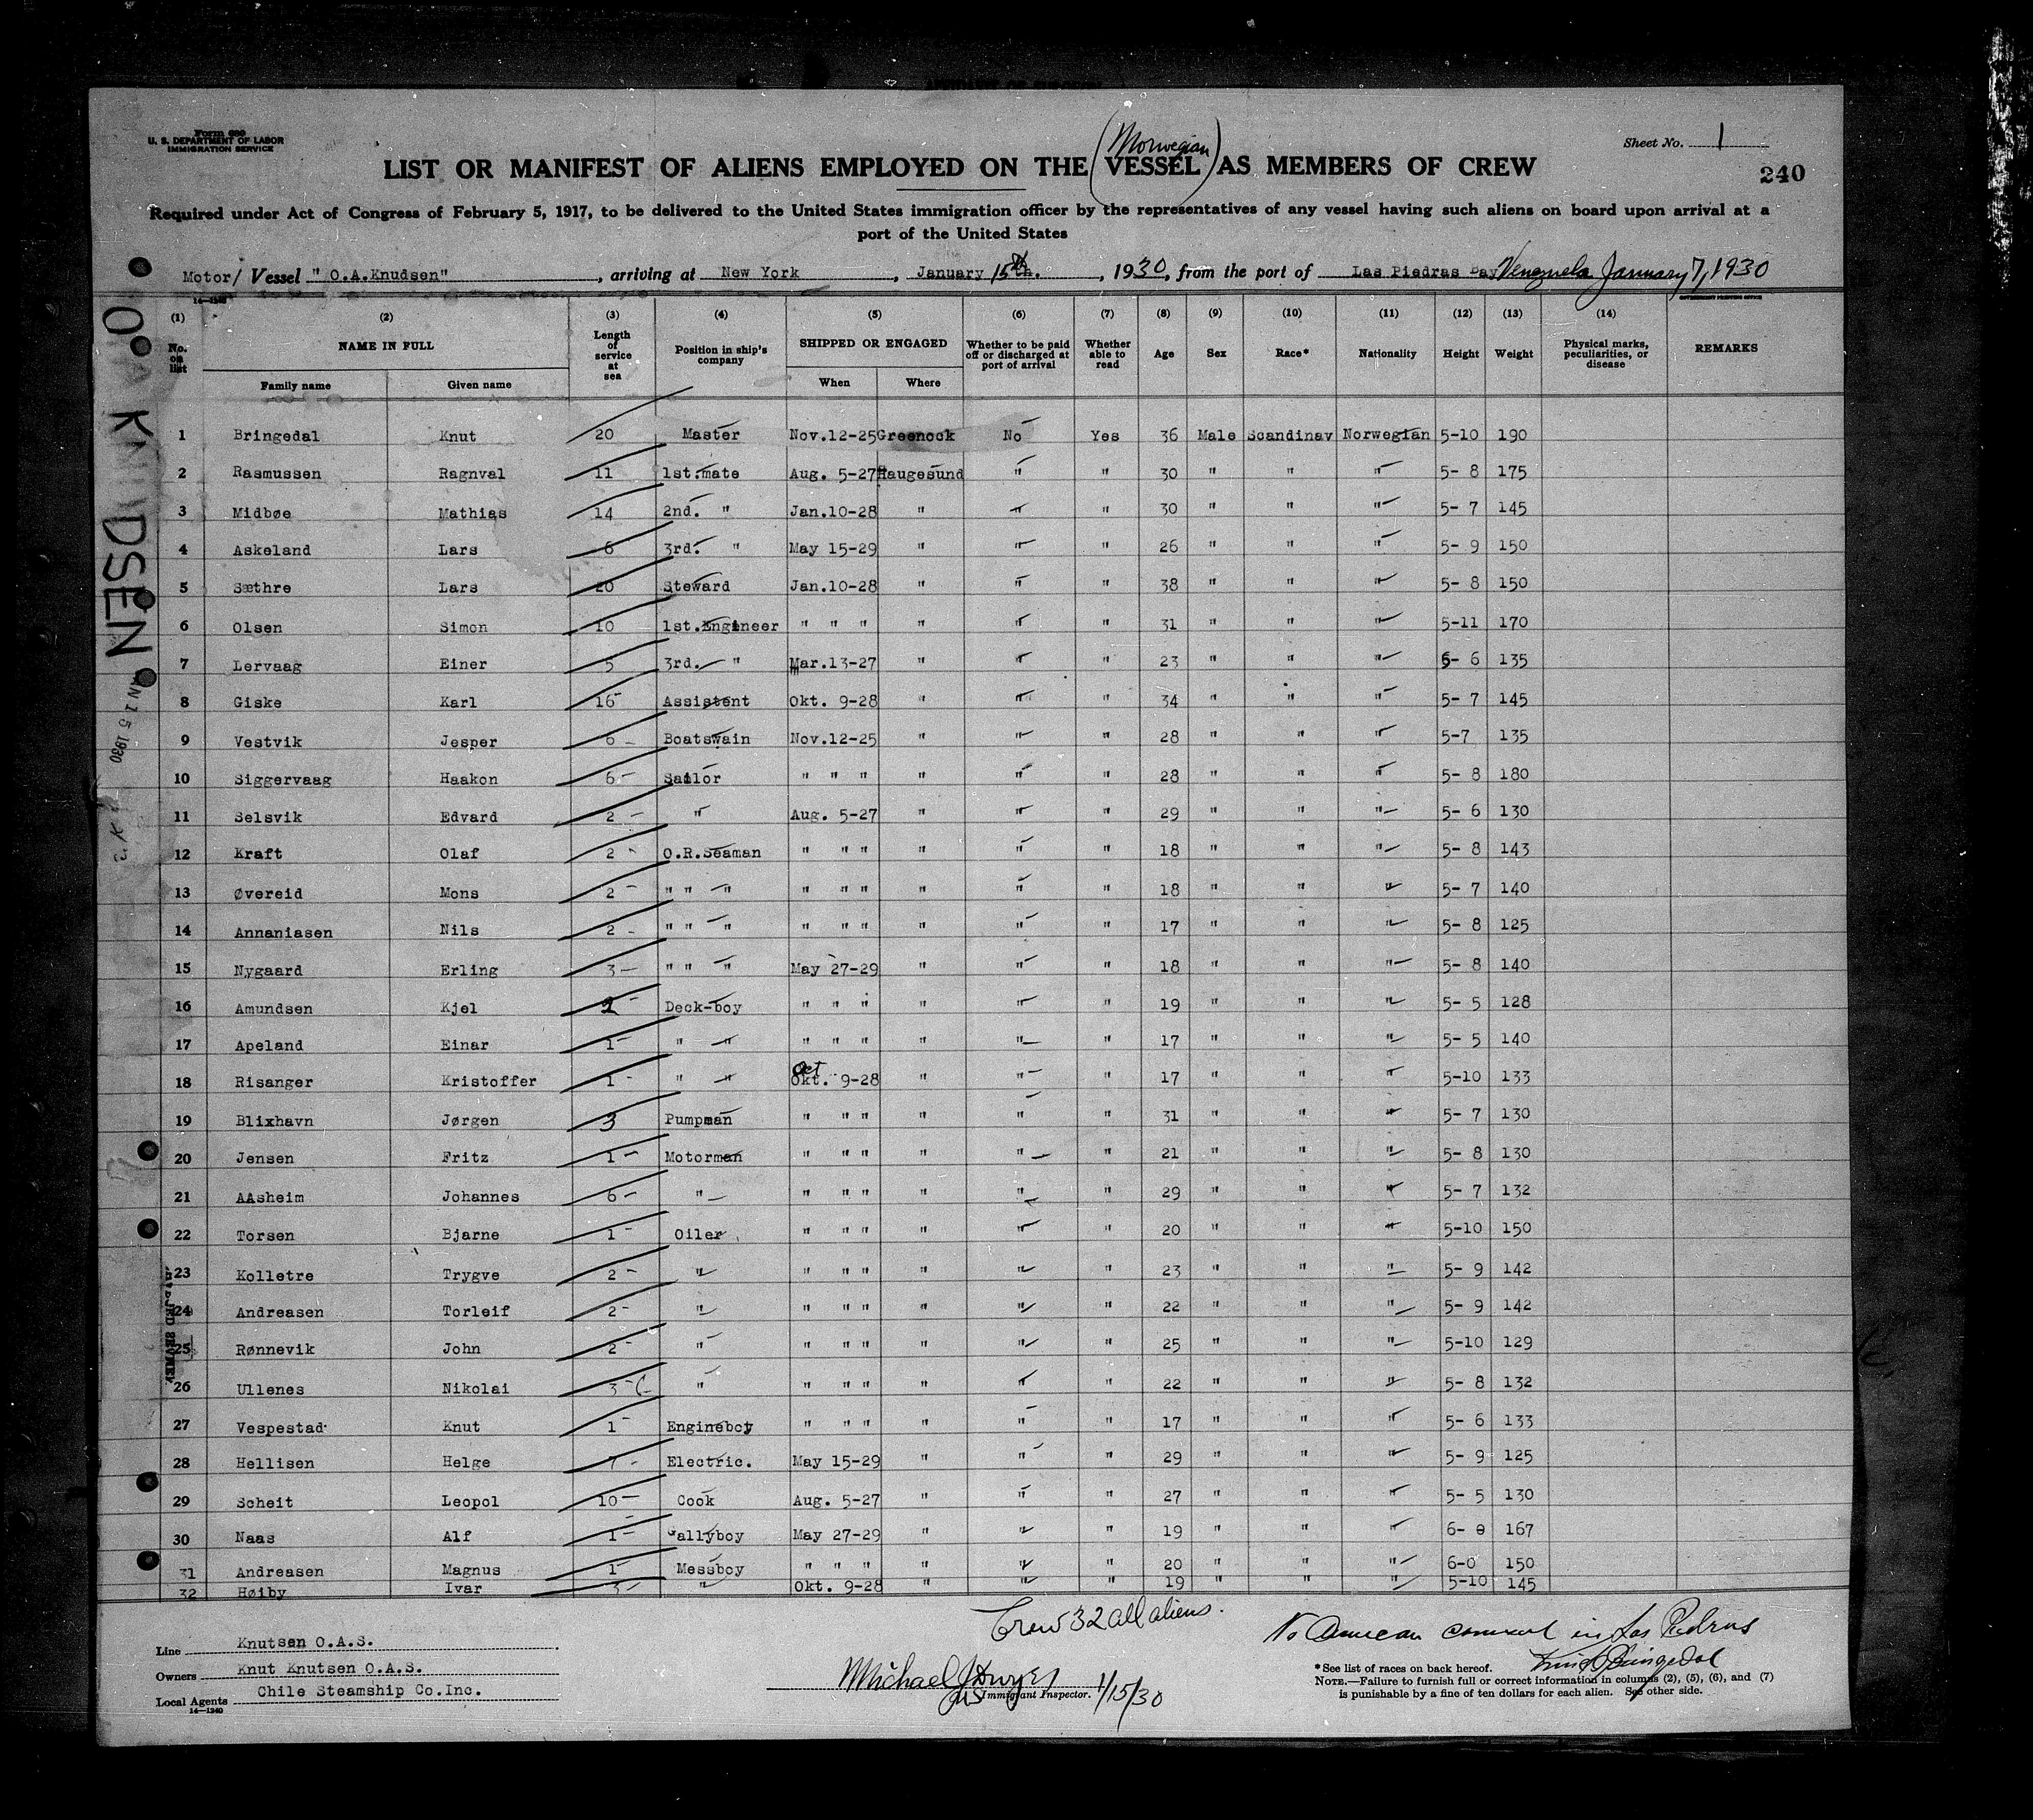 Form 689
U. S. DEPARTMENT OF LABOR
IMMIGRATION SERVICE
Sheet No. 1
(Norwegian)
LIST OR MANIFEST OF ALIENS EMPLOYED ON THE VESSEL AS MEMBERS OF CREW
240
Required under Act of Congress of February 5, 1917, to be delivered to the United States immigration officer by the representatives of any vessel having such aliens on board upon arrival at a
port of the United States
Motor/ Vessel " O.A.Knudsen" , arriving at New York , January 15th. , 1930, from the port of Las Piedras Bay Venezuela January 7, 1930
14—1240
GOVERNMENT PRINTING OFFICE
(1) (2) (3) (4) (5) (6) (7) (8) (9) (10) (11) (12) (13) (14)
No. on list NAME IN FULL Length of service at sea Position in ship's company SHIPPED OR ENGAGED Whether to be paid off or discharged at port of arrival Whether able to read Age Sex Race* Nationality Height Weight Physical marks, peculiarities, or disease REMARKS
Family name Given name When Where
1 Bringedal Knut 20 Master Nov.12-25 Greenock No Yes 36 Male Scandinav Norwegian 5-10 190
2 Rasmussen Ragnval 11 1st.mate Aug. 5-27 Haugesund " " 30 " " " 5- 8 175
3 Midbøe Mathias 14 2nd. " Jan.10-28 " " " 30 " " " 5- 7 145
4 Askeland Lars 6 3rd. " May 15-29 " " " 26 " " " 5- 9 150
5 Sæthre Lars 20 Steward Jan.10-28 " " " 38 " " " 5- 8 150
6 Olsen Simon 10 1st.Engineer " " " " " " 31 " " " 5-11 170
7 Lervaag Einer 5 3rd. " Mar.13-27 " " " 23 " " " 5- 6 135
8 Giske Karl 16 Assistent Okt. 9-28 " " " 34 " " " 5- 7 145
9 Vestvik Jesper 6 Boatswain Nov.12-25 " " " 28 " " " 5-7 135
10 Siggervaag Haakon 6 Sailor " " " " " " 28 " " " 5- 8 180
11 Selsvik Edvard 2 " Aug. 5-27 " " " 29 " " " 5- 6 130
12 Kraft Olaf 2 O.R.Seaman " " " " " " 18 " " " 5- 8 143
13 Øvereid Mons 2 " " " " " " " " " 18 " " " 5- 7 140
14 Annaniasen Nils 2 " " " " " " " " " 17 " " " 5- 8 125
15 Nygaard Erling 3 " " " May 27-29 " " " 18 " " " 5- 8 140
16 Amundsen Kjel 2 Deck-boy " " " " " " 19 " " " 5- 5 128
17 Apeland Einar 1 " " " " " " " " 17 " " " 5- 5 140
18 Risanger Kristoffer 1 " " Oct Okt. 9-28 " " " 17 " " " 5-10 133
19 Blixhavn Jørgen 3 Pumpman " " " " " " 31 " " " 5- 7 130
20 Jensen Fritz 1 Motorman " " " " " " 21 " " " 5- 8 130
21 AAsheim Johannes 6 " " " " " " " 29 " " " 5- 7 132
22 Torsen Bjarne 1 Oiler " " " " " " 20 " " " 5-10 150
23 Kolletre Trygve 2 " " " " " " " 23 " " " 5- 9 142
24 Andreasen Torleif 2 " " " " " " " 22 " " " 5- 9 142
25 Rønnevik John 2 " " " " " " " 25 " " " 5-10 129
26 Ullenes Nikolai 3 " " " " " " " 22 " " " 5- 8 132
27 Vespestad Knut 1 Engineboy " " " " " " 17 " " " 5- 6 133
28 Hellisen Helge 7 Electric. May 15-29 " " " 29 " " " 5- 9 125
29 Scheit Leopol 10 Cook Aug. 5-27 " " " 27 " " " 5- 5 130
30 Naas Alf 1 Gallyboy May 27-29 " " " 19 " " " 6- 0 167
31 Andreasen Magnus 1 Messboy " " " " " " 20 " " " 6-0 150
32 Høiby Ivar 3 " Okt. 9-28 " " " 19 " " " 5-10 145
O. A KNUDSEN
JAN 15 1930
Crew 32 all aliens.
No American consul in Las Piedras
Knut Bringedal
Line Knutsen O.A.S.
Owners Knut Knutsen O.A.S.
Local Agents Chile Steamship Co.Inc.
14—1240
Michael J Dwyer
Immigrant Inspector. 1/15/30
*See list of races on back hereof.
NOTE.—Failure to furnish full or correct information in columns (2), (5), (6), and (7)
is punishable by a fine of ten dollars for each alien. See other side.